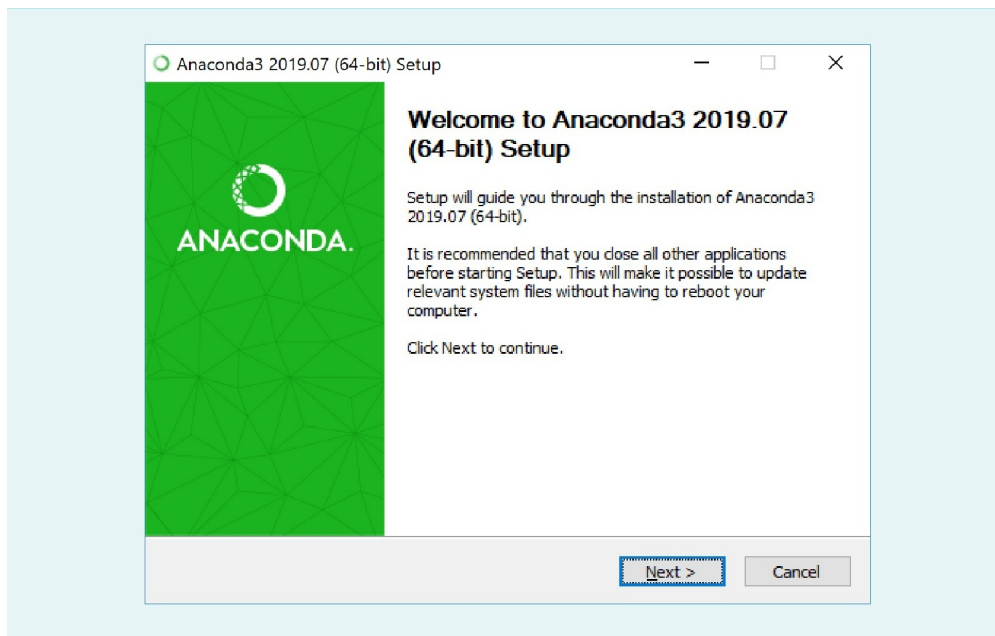 Anaconda3 2019.07 (64-bit) Setup
Welcome to Anaconda3 2019.07
(64-bit) Setup
ANACONDA.
Setup will guide you through the installation of Anaconda3
2019.07 (64-bit).
It is recommended that you close all other applications
before starting Setup. This will make it possible to update
relevant system files without having to reboot your
computer.
Click Next to continue.
Next >
Cancel